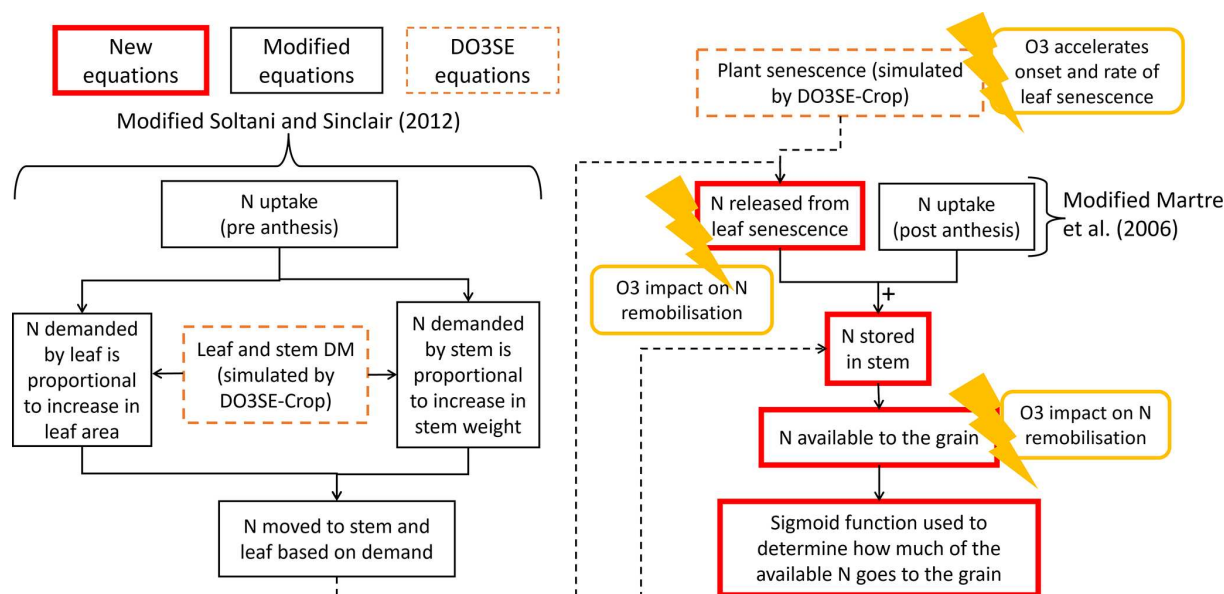 New
equations
Modified
equations
DO3SE
equations
Modified Soltani and Sinclair (2012)
N uptake
(pre anthesis)
N demanded
by leaf is
proportional
to increase in
leaf area
Leaf and stem DM
(simulated by
DO3SE-Crop)
N demanded
by stem is
proportional
to increase in
stem weight
N moved to stem and
leaf based on demand
Plant senescence (simulated
by DO3SE-Crop)
O3 accelerates
onset and rate of
leaf senescence
N released from
leaf senescence
N uptake
(post anthesis)
Modified Martre
et al. (2006)
O3 impact on N
remobilisation
+
N stored
in stem
N available to the grain
O3 impact on N
remobilisation
Sigmoid function used to
determine how much of the
available N goes to the grain